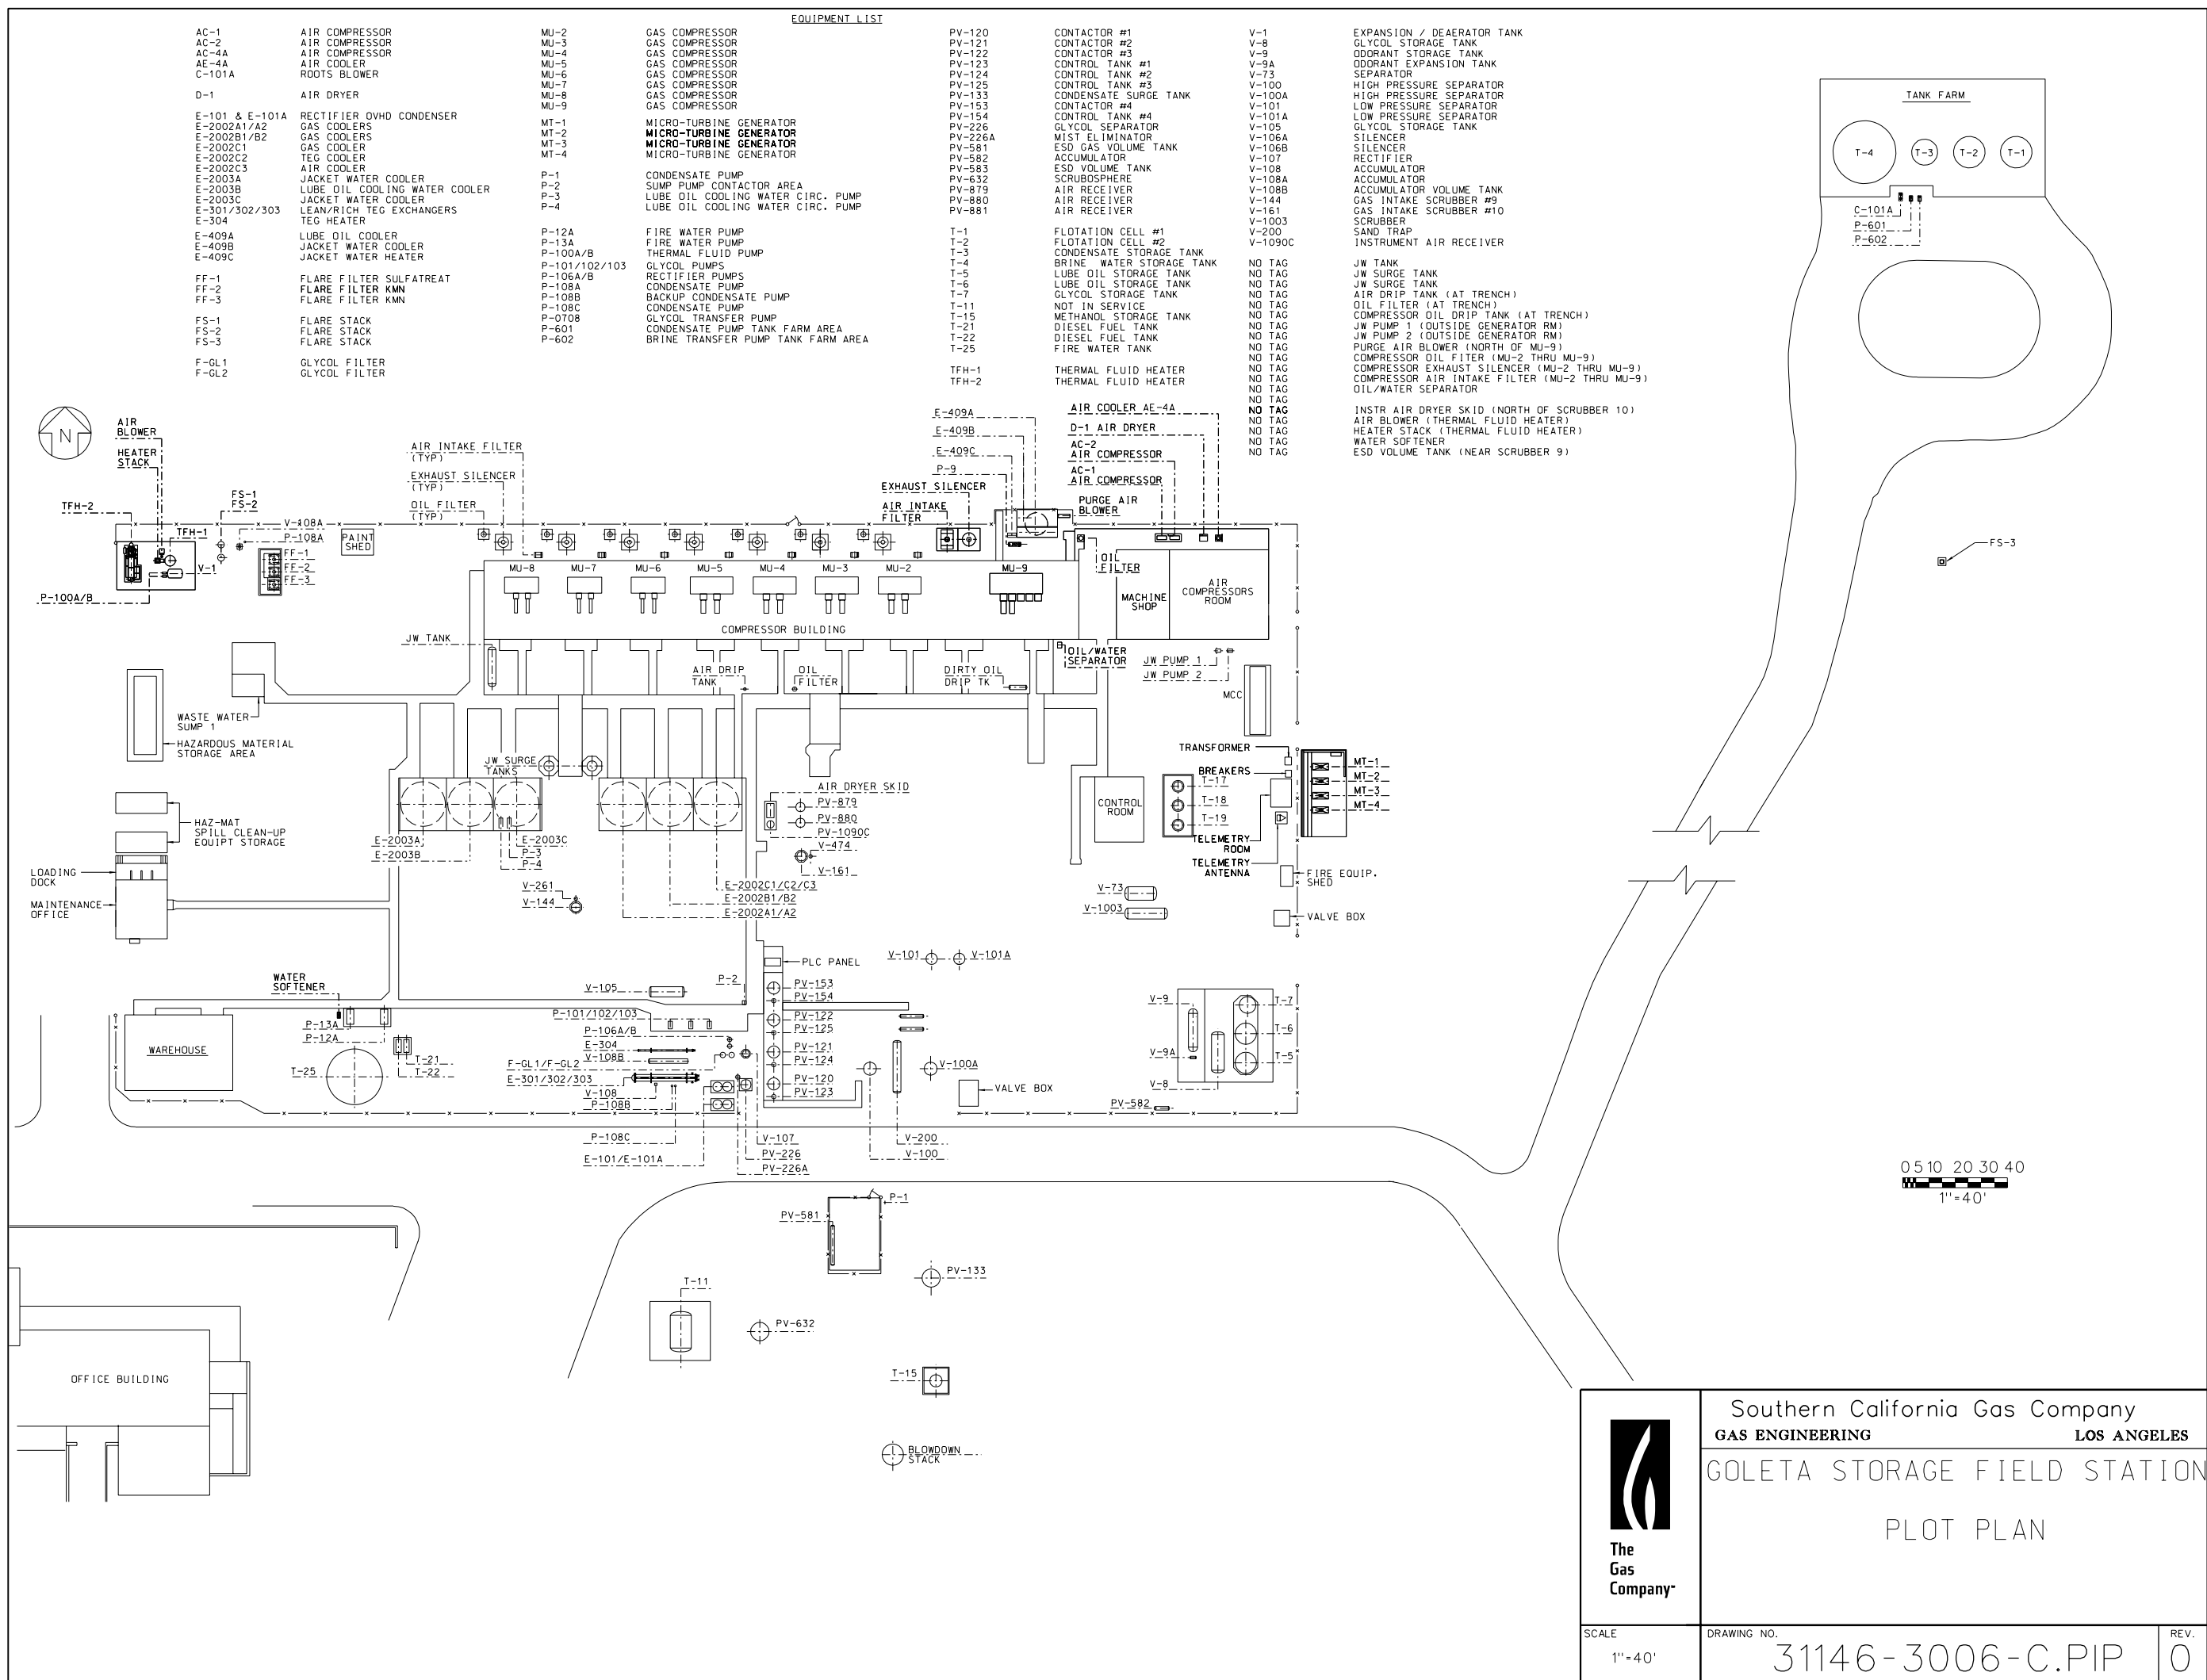 EQUIPMENT LIST
AC-1 AIR COMPRESSOR
AC-2 AIR COMPRESSOR
AC-4A AIR COMPRESSOR
AE-4A AIR COOLER
C-101A ROOTS BLOWER
D-1 AIR DRYER
E-101 & E-101A RECTIFIER OVHD CONDENSER
E-2002A1/A2 GAS COOLERS
E-2002B1/B2 GAS COOLERS
E-2002C1 GAS COOLER
E-2002C2 TEG COOLER
E-2002C3 AIR COOLER
E-2003A JACKET WATER COOLER
E-2003B LUBE OIL COOLING WATER COOLER
E-2003C JACKET WATER COOLER
E-301/302/303 LEAN/RICH TEG EXCHANGERS
E-304 TEG HEATER
E-409A LUBE OIL COOLER
E-409B JACKET WATER COOLER
E-409C JACKET WATER HEATER
FF-1 FLARE FILTER SULFATREAT
FF-2 FLARE FILTER KMN
FF-3 FLARE FILTER KMN
FS-1 FLARE STACK
FS-2 FLARE STACK
FS-3 FLARE STACK
F-GL1 GLYCOL FILTER
F-GL2 GLYCOL FILTER
MU-2 GAS COMPRESSOR
MU-3 GAS COMPRESSOR
MU-4 GAS COMPRESSOR
MU-5 GAS COMPRESSOR
MU-6 GAS COMPRESSOR
MU-7 GAS COMPRESSOR
MU-8 GAS COMPRESSOR
MU-9 GAS COMPRESSOR
MT-1 MICRO-TURBINE GENERATOR
MT-2 MICRO-TURBINE GENERATOR
MT-3 MICRO-TURBINE GENERATOR
MT-4 MICRO-TURBINE GENERATOR
P-1 CONDENSATE PUMP
P-2 SUMP PUMP CONTACTOR AREA
P-3 LUBE OIL COOLING WATER CIRC. PUMP
P-4 LUBE OIL COOLING WATER CIRC. PUMP
P-12A FIRE WATER PUMP
P-13A FIRE WATER PUMP
P-100A/B THERMAL FLUID PUMP
P-101/102/103 GLYCOL PUMPS
P-106A/B RECTIFIER PUMPS
P-108A CONDENSATE PUMP
P-108B BACKUP CONDENSATE PUMP
P-108C CONDENSATE PUMP
P-0708 GLYCOL TRANSFER PUMP
P-601 CONDENSATE PUMP TANK FARM AREA
P-602 BRINE TRANSFER PUMP TANK FARM AREA
PV-120 CONTACTOR #1
PV-121 CONTACTOR #2
PV-122 CONTACTOR #3
PV-123 CONTROL TANK #1
PV-124 CONTROL TANK #2
PV-125 CONTROL TANK #3
PV-133 CONDENSATE SURGE TANK
PV-153 CONTACTOR #4
PV-154 CONTROL TANK #4
PV-226 GLYCOL SEPARATOR
PV-226A MIST ELIMINATOR
PV-581 ESD GAS VOLUME TANK
PV-582 ACCUMULATOR
PV-583 ESD VOLUME TANK
PV-632 SCRUBOSPHERE
PV-879 AIR RECEIVER
PV-880 AIR RECEIVER
PV-881 AIR RECEIVER
T-1 FLOTATION CELL #1
T-2 FLOTATION CELL #2
T-3 CONDENSATE STORAGE TANK
T-4 BRINE WATER STORAGE TANK
T-5 LUBE OIL STORAGE TANK
T-6 LUBE OIL STORAGE TANK
T-7 GLYCOL STORAGE TANK
T-11 NOT IN SERVICE
T-15 METHANOL STORAGE TANK
T-21 DIESEL FUEL TANK
T-22 DIESEL FUEL TANK
T-25 FIRE WATER TANK
TFH-1 THERMAL FLUID HEATER
TFH-2 THERMAL FLUID HEATER
V-1 EXPANSION / DEAERATOR TANK
V-8 GLYCOL STORAGE TANK
V-9 ODORANT STORAGE TANK
V-9A ODORANT EXPANSION TANK
V-73 SEPARATOR
V-100 HIGH PRESSURE SEPARATOR
V-100A HIGH PRESSURE SEPARATOR
V-101 LOW PRESSURE SEPARATOR
V-101A LOW PRESSURE SEPARATOR
V-105 GLYCOL STORAGE TANK
V-106A SILENCER
V-106B SILENCER
V-107 RECTIFIER
V-108 ACCUMULATOR
V-108A ACCUMULATOR
V-108B ACCUMULATOR VOLUME TANK
V-144 GAS INTAKE SCRUBBER #9
V-161 GAS INTAKE SCRUBBER #10
V-1003 SCRUBBER
V-200 SAND TRAP
V-1090C INSTRUMENT AIR RECEIVER
NO TAG JW TANK
NO TAG JW SURGE TANK
NO TAG JW SURGE TANK
NO TAG AIR DRIP TANK (AT TRENCH)
NO TAG OIL FILTER (AT TRENCH)
NO TAG COMPRESSOR OIL DRIP TANK (AT TRENCH)
NO TAG JW PUMP 1 (OUTSIDE GENERATOR RM)
NO TAG JW PUMP 2 (OUTSIDE GENERATOR RM)
NO TAG PURGE AIR BLOWER (NORTH OF MU-9)
NO TAG COMPRESSOR OIL FITER (MU-2 THRU MU-9)
NO TAG COMPRESSOR EXHAUST SILENCER (MU-2 THRU MU-9)
NO TAG COMPRESSOR AIR INTAKE FILTER (MU-2 THRU MU-9)
NO TAG OIL/WATER SEPARATOR
NO TAG
NO TAG INSTR AIR DRYER SKID (NORTH OF SCRUBBER 10)
NO TAG AIR BLOWER (THERMAL FLUID HEATER)
NO TAG HEATER STACK (THERMAL FLUID HEATER)
NO TAG WATER SOFTENER
NO TAG ESD VOLUME TANK (NEAR SCRUBBER 9)
TANK FARM
T-4
T-3
T-2
T-1
C-101A
P-601
P-602
N
AIR
BLOWER
HEATER
STACK
TFH-2
FS-1
FS-2
TFH-1
V-A08A
P-108A
PAINT
SHED
FF-1
FF-2
FF-3
V-1
P-100A/B
AIR INTAKE FILTER
(TYP)
EXHAUST SILENCER
(TYP)
OIL FILTER
(TYP)
E-409A
E-409B
E-409C
P-9
EXHAUST SILENCER
AIR INTAKE
FILTER
AIR COOLER AE-4A
D-1 AIR DRYER
AC-2
AIR COMPRESSOR
AC-1
AIR COMPRESSOR
PURGE AIR
BLOWER
OIL
FILTER
MU-8
MU-7
MU-6
MU-5
MU-4
MU-3
MU-2
MU-9
MACHINE
SHOP
AIR
COMPRESSORS
ROOM
COMPRESSOR BUILDING
FS-3
JW TANK
AIR DRIP
TANK
OIL
FILTER
DIRTY OIL
DRIP TK
OIL/WATER
SEPARATOR
JW PUMP 1
JW PUMP 2
MCC
WASTE WATER
SUMP 1
HAZARDOUS MATERIAL
STORAGE AREA
JW SURGE
TANKS
HAZ-MAT
SPILL CLEAN-UP
EQUIPT STORAGE
LOADING
DOCK
MAINTENANCE
OFFICE
E-2003A
E-2003B
E-2003C
P-3
P-4
AIR DRYER SKID
PV-879
PV-880
PV-1090C
V-474
V-161
V-261
V-144
E-2002C1/C2/C3
E-2002B1/B2
E-2002A1/A2
CONTROL
ROOM
TRANSFORMER
BREAKERS
T-17
T-18
T-19
TELEMETRY
ROOM
TELEMETRY
ANTENNA
MT-1
MT-2
MT-3
MT-4
FIRE EQUIP.
SHED
VALVE BOX
V-73
V-1003
PLC PANEL
V-101
V-101A
WATER
SOFTENER
V-105
P-2
PV-153
PV-154
PV-122
PV-125
PV-121
PV-124
PV-120
PV-123
P-101/102/103
P-106A/B
E-304
V-108B
F-GL1/F-GL2
E-301/302/303
V-108
P-108B
P-108C
E-101/E-101A
V-107
PV-226
PV-226A
V-200
V-100
V-100A
VALVE BOX
P-13A
P-12A
WAREHOUSE
T-25
T-21
T-22
V-9
V-9A
V-8
T-7
T-6
T-5
PV-582
0 5 10 20 30 40
1"=40'
P-1
PV-581
PV-133
T-11
PV-632
T-15
BLOWDOWN
STACK
OFFICE BUILDING
The
Gas
Company
Southern California Gas Company
GAS ENGINEERING LOS ANGELES
GOLETA STORAGE FIELD STATION
PLOT PLAN
SCALE
1"=40'
DRAWING NO.
31146-3006-C.PIP
REV.
0